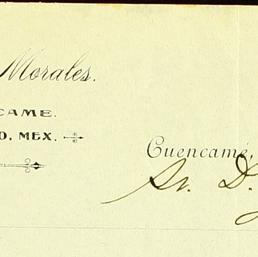 Morales.
CAME.
O, MEX.
Cuencamé,
Sr. D.